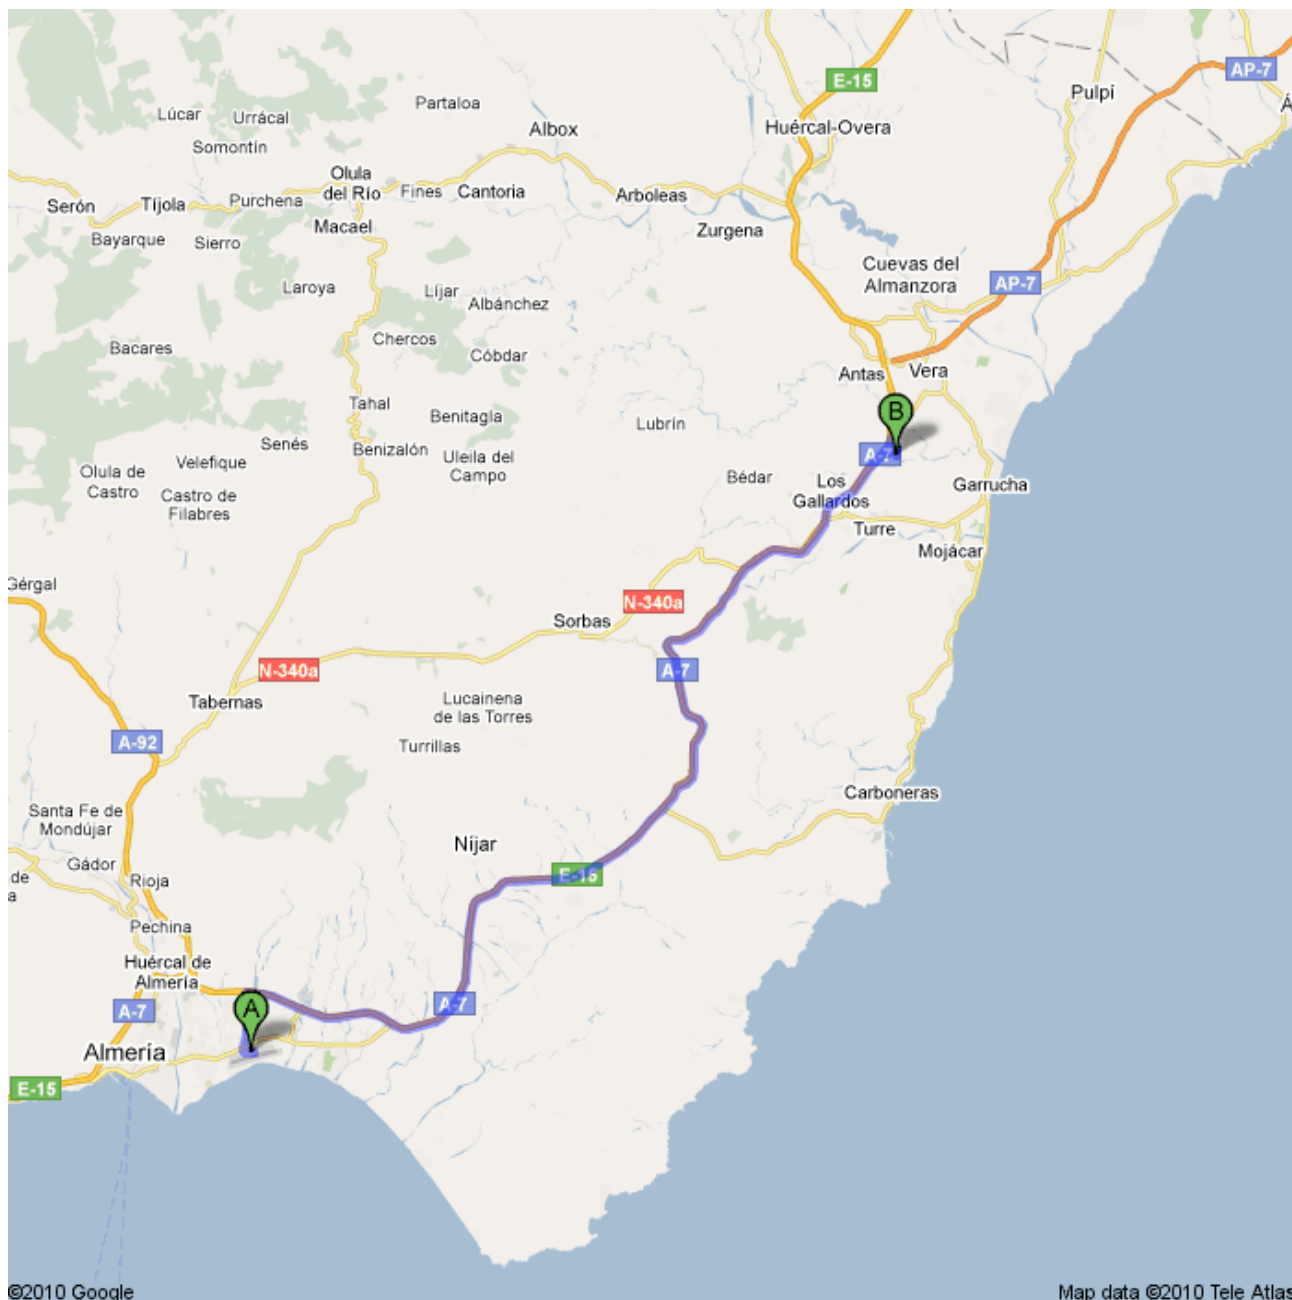 AP-7
E-15
Pulpí
Partaloa
Lúcar
Urrácal
Huércal-Overa
Á
Albox
Somontín
Olula
del Río
Fines
Cantoria
Arboleas
Purchena
Serón
Tíjola
Macael
Zurgena
Bayarque
Sierro
Cuevas del
Almanzora
AP-7
Laroya
Líjar
Albánchez
Chercos
Bacares
Cóbdar
Antas
Vera
Tahal
B
Benitagla
Lubrín
Senés
Benizalón
A-7
Uleila del
Campo
Velefique
Olula de
Castro
Bédar
Los
Gallardos
Garrucha
Castro de
Filabres
Turre
Mojácar
Gérgal
N-340a
Sorbas
N-340a
A-7
Tabernas
Lucainena
de las Torres
A-92
Turrillas
Carboneras
Santa Fe de
Mondújar
Níjar
Gádor
de
a
Rioja
E-15
Pechina
Huércal de
Almería
A-7
A-7
A
Almería
E-15
©2010 Google
Map data ©2010 Tele Atlas